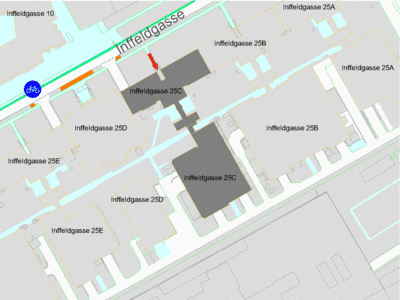 Inffeldgasse 25A
Inffeldgasse 10
Inffeldgasse
Inffeldgasse 25B
Inffeldgasse 25A
Inffeldgasse 25C
Inffeldgasse 25D
Inffeldgasse 25B
Inffeldgasse 25E
Inffeldgasse 25C
Inffeldgasse 25D
Inffeldgasse 25E